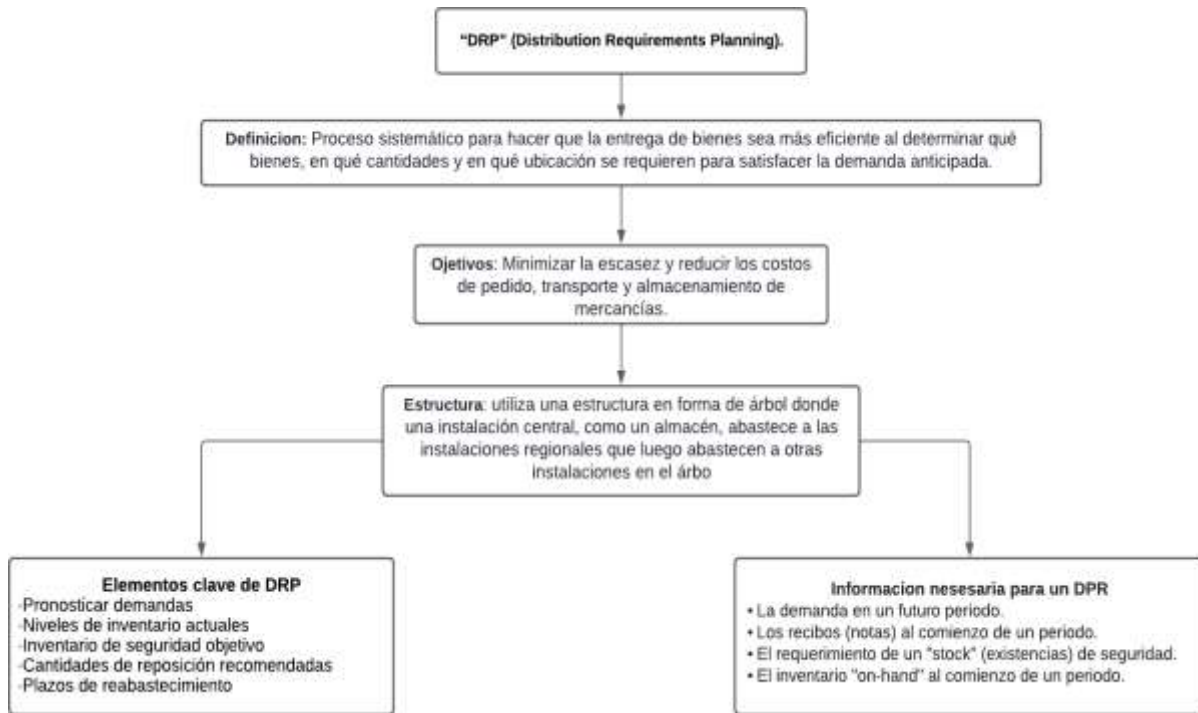 "DRP" (Distribution Requirements Planning).
Definicion: Proceso sistemático para hacer que la entrega de bienes sea más eficiente al determinar qué
bienes, en qué cantidades y en qué ubicación se requieren para satisfacer la demanda anticipada.
Ojetivos: Minimizar la escasez y reducir los costos
de pedido, transporte y almacenamiento de
mercancías.
Estructura: utiliza una estructura en forma de árbol donde
una instalación central, como un almacén, abastece a las
instalaciones regionales que luego abastecen a otras
instalaciones en el árbo
Elementos clave de DRP
·Pronosticar demandas
·Niveles de inventario actuales
·Inventario de seguridad objetivo
·Cantidades de reposición recomendadas
·Plazos de reabastecimiento
Informacion nesesaria para un DPR
• La demanda en un futuro periodo.
• Los recibos (notas) al comienzo de un periodo.
• El requerimiento de un "stock" (existencias) de seguridad.
• El inventario "on-hand" al comienzo de un periodo.